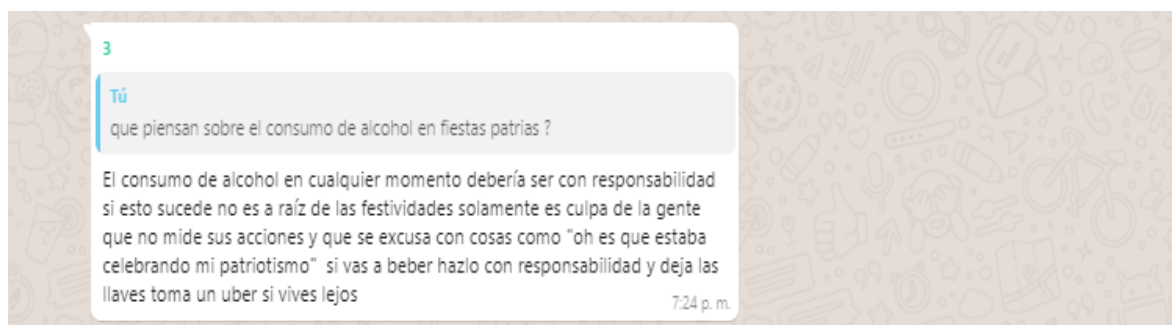 3
Tú
que piensan sobre el consumo de alcohol en fiestas patrias ?
El consumo de alcohol en cualquier momento debería ser con responsabilidad
si esto sucede no es a raíz de las festividades solamente es culpa de la gente
que no mide sus acciones y que se excusa con cosas como "oh es que estaba
celebrando mi patriotismo"  si vas a beber hazlo con responsabilidad y deja las
llaves toma un uber si vives lejos
7:24 p. m.